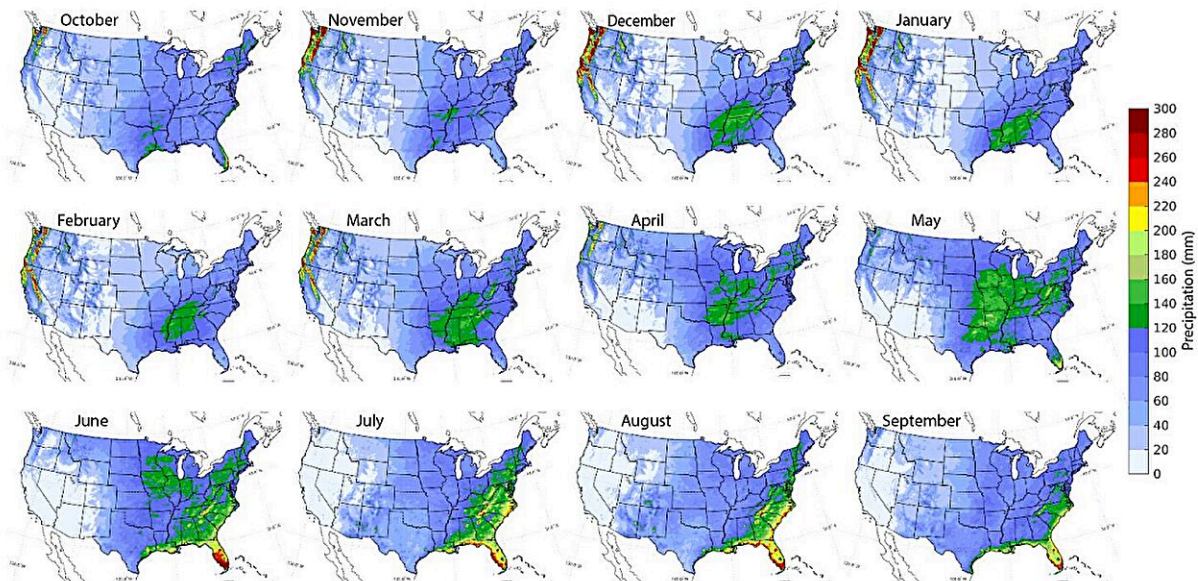 October
November
December
January
February
March
April
May
June
July
August
September
300
280
260
240
220
200
180
160
140
120
100
80
60
40
20
0
Precipitation (mm)